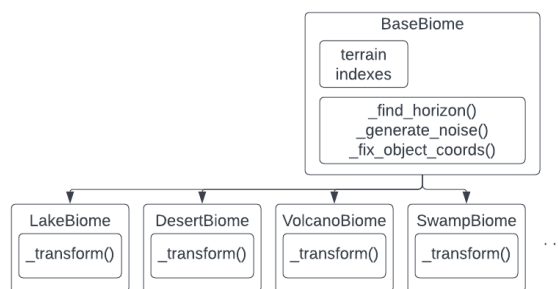 BaseBiome
terrain
indexes
_find_horizon()
_generate_noise()
_fix_object_coords()
LakeBiome
DesertBiome
VolcanoBiome
SwampBiome
_transform()
_transform()
_transform()
_transform()
..